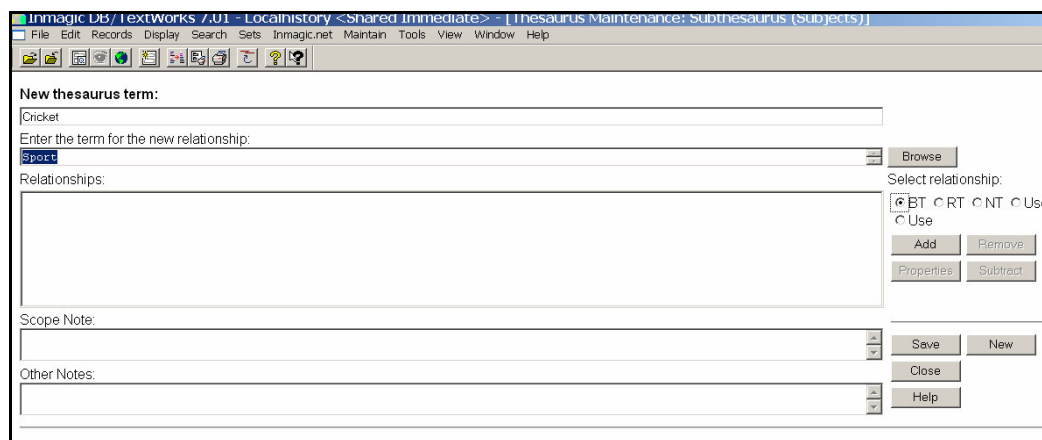 Inmagic DB/TextWorks 7.01 - Localhistory <Shared Immediate> - [Thesaurus Maintenance: Subthesaurus (Subjects)]
File Edit Records Display Search Sets Inmagic.net Maintain Tools View Window Help
New thesaurus term:
Cricket
Enter the term for the new relationship:
Sport
Browse
Relationships:
Select relationship:
BT RT NT Use
Use
Add Remove
Properties Subtract
Scope Note:
Save New
Close
Other Notes:
Help